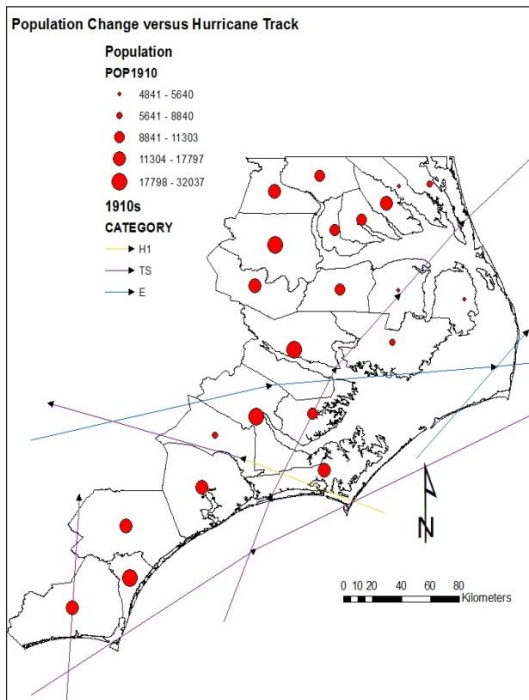 Population Change versus Hurricane Track
Population
POP1910
4841 - 5640
5641 - 8840
8841 - 11303
11304 - 17797
17798 - 32037
1910s
CATEGORY
H1
TS
E
N
0 10 20 40 60 80
Kilometers